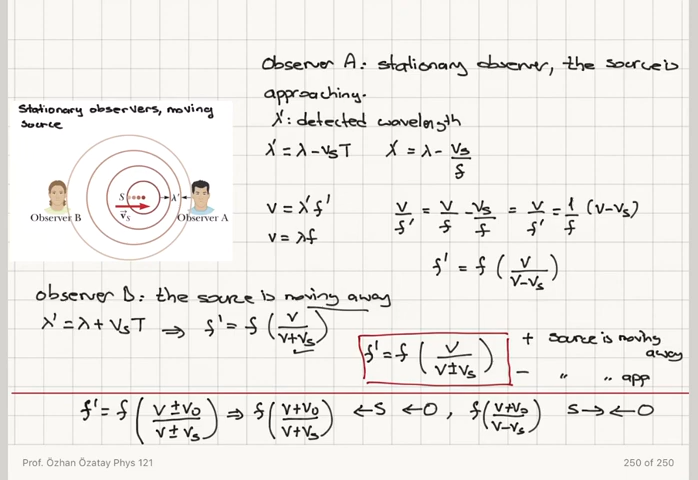 Observer A: stationary observer, the source is
approaching.
λ': detected wavelength
λ' = λ - vsT    λ' = λ - vs/f
Stationary observers, moving
source
S
vs
λ'
Observer B
Observer A
v = λ'f'    v/f' = v/f - vs/f = v/f' = 1/f (v-vs)
v = λf
f' = f (v/(v-vs))
observer B: the source is moving away
λ' = λ + vsT ⇒ f' = f (v/(v+vs))
f' = f (v/(v±vs))
+ source is moving
away
- " " app
f' = f ((v±vo)/(v±vs)) ⇒ f((v+vo)/(v+vs)) ←S ←O , f((v+vo)/(v-vs)) S→ ←O
Prof. Özhan Özatay Phys 121
250 of 250